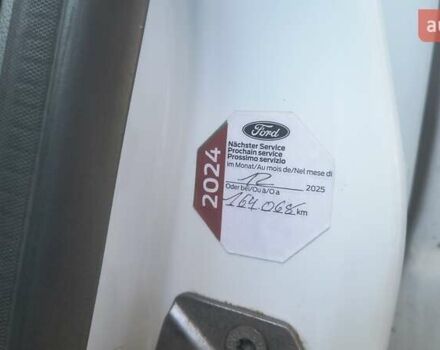 au
Ford
2024
Nächster Service
Prochain service
Prossimo servizio
im Monat/Au mois de/Nel mese di
12 2025
Oder bei/Ou à/O a
167.068 km